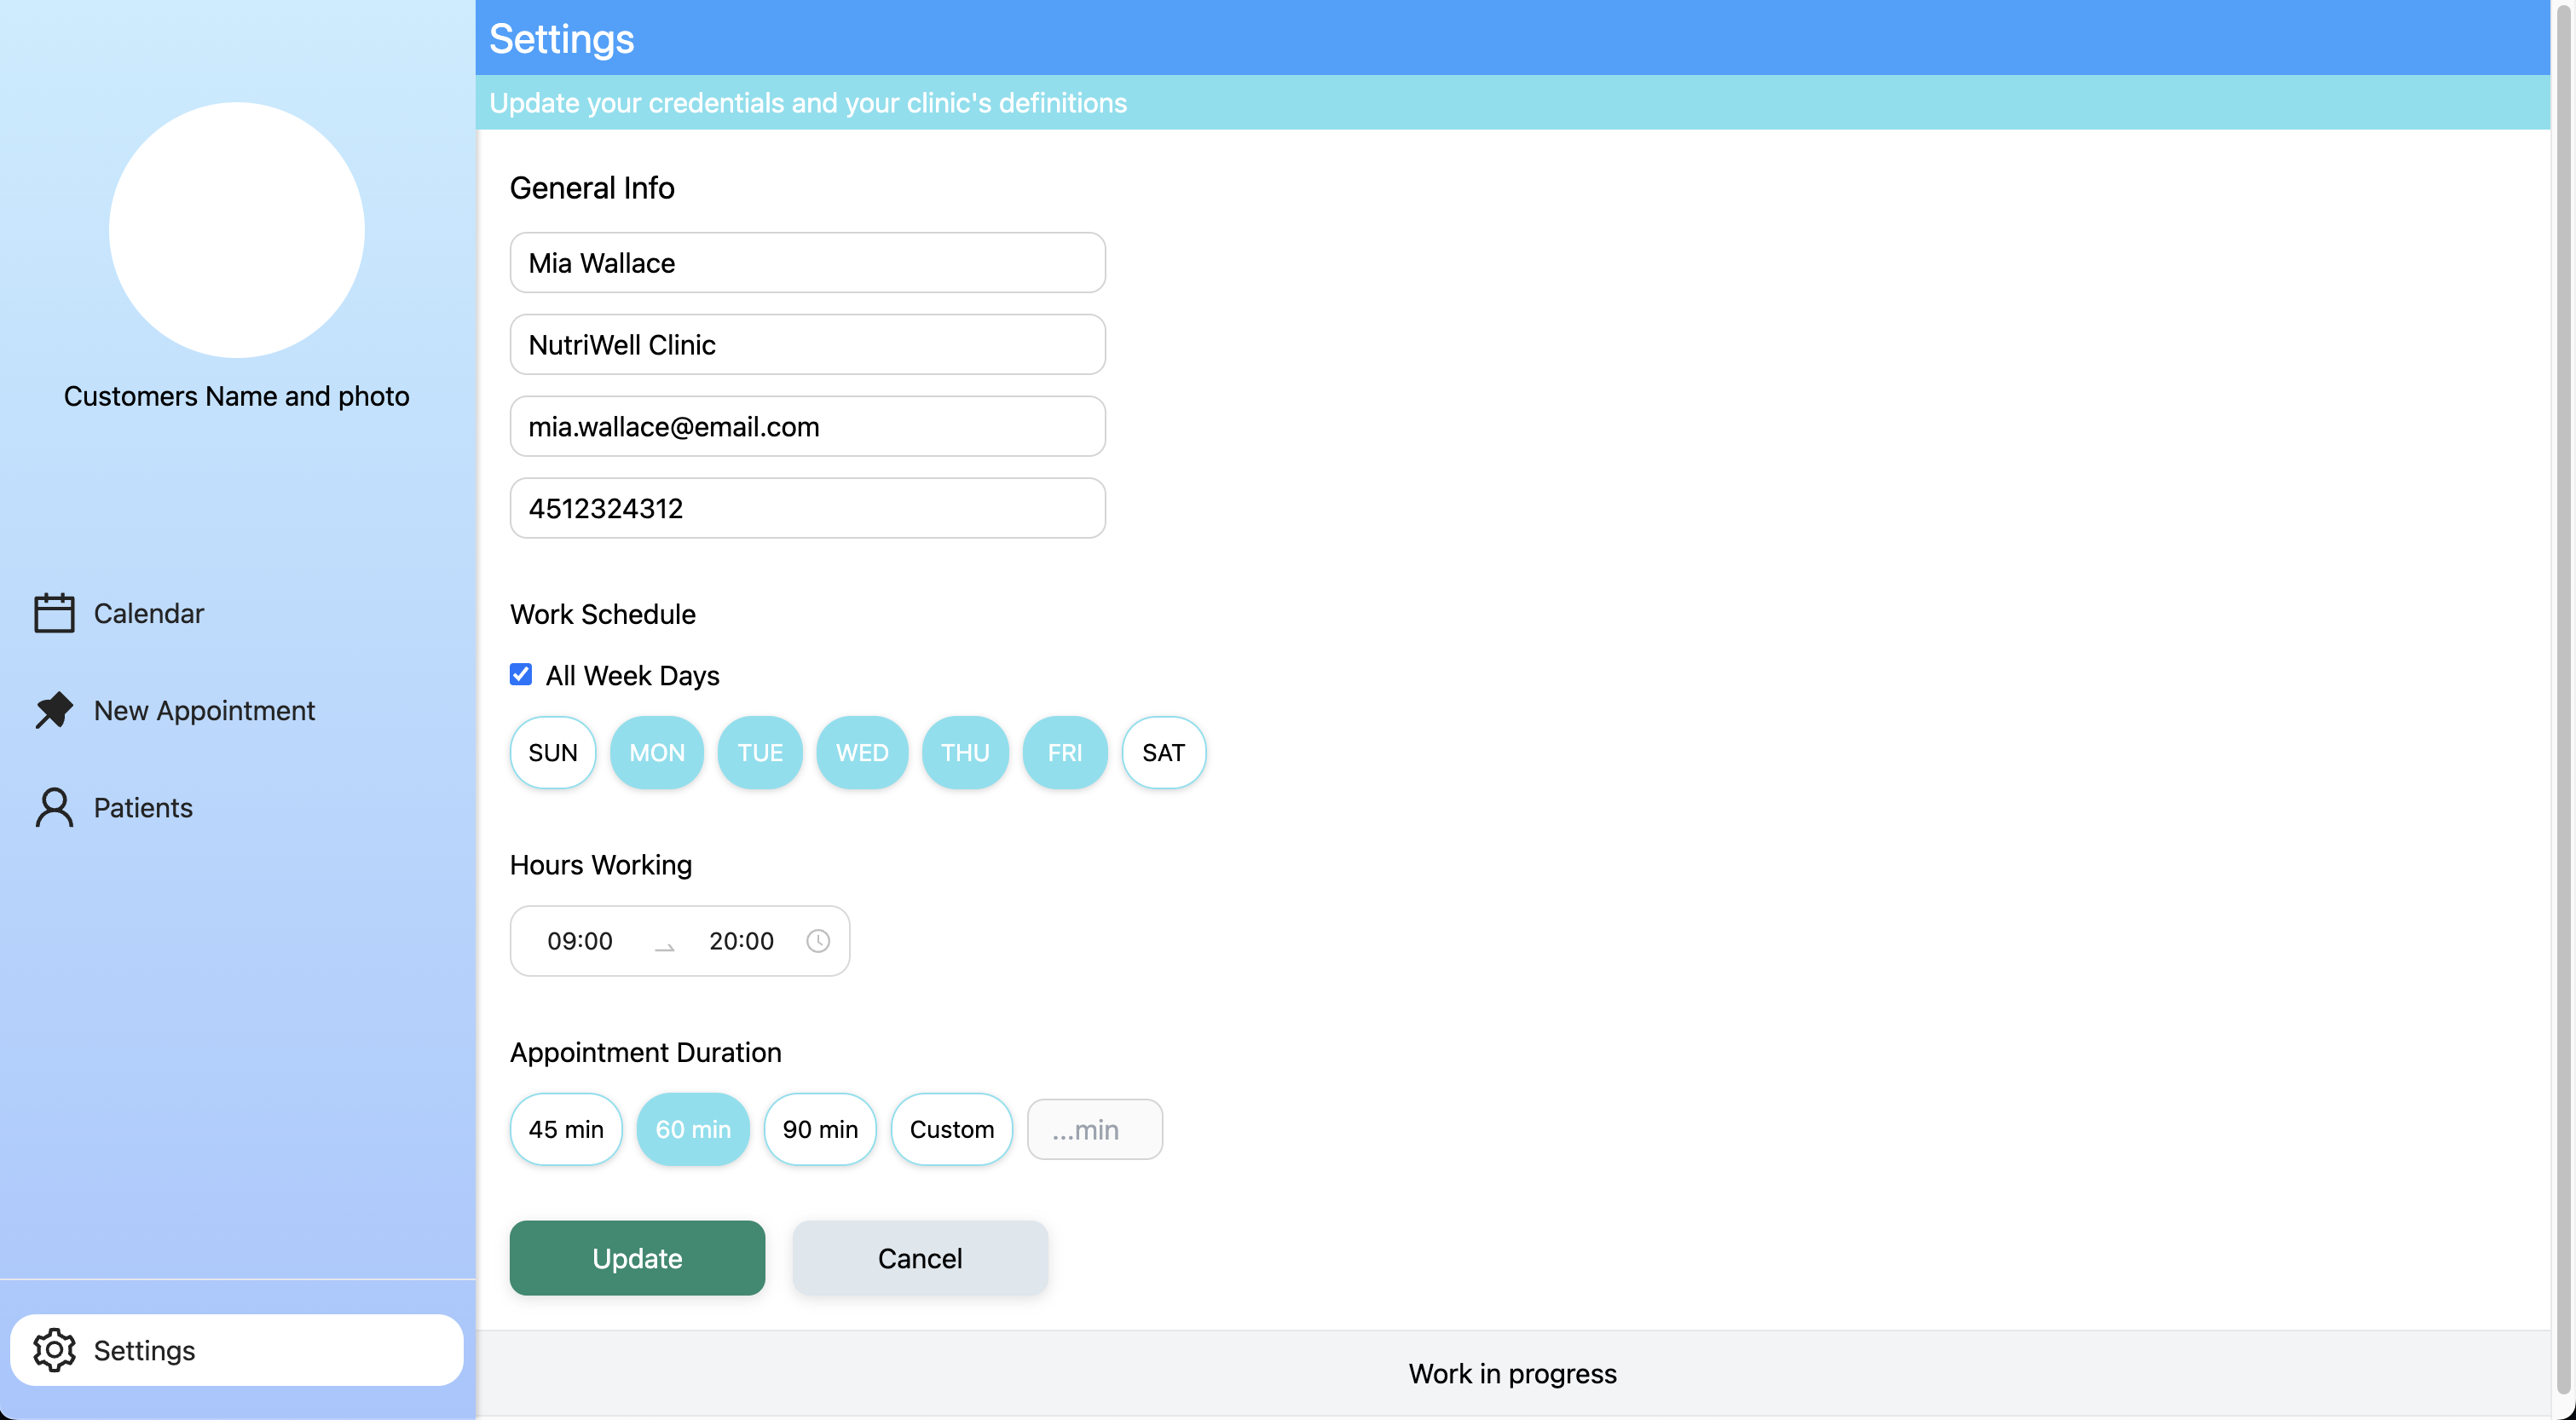 Settings
Update your credentials and your clinic's definitions
Customers Name and photo
Calendar
New Appointment
Patients
Settings
General Info
Mia Wallace
NutriWell Clinic
mia.wallace@email.com
4512324312
Work Schedule
All Week Days
SUN MON TUE WED THU FRI SAT
Hours Working
09:00 20:00
Appointment Duration
45 min 60 min 90 min Custom ...min
Update Cancel
Work in progress